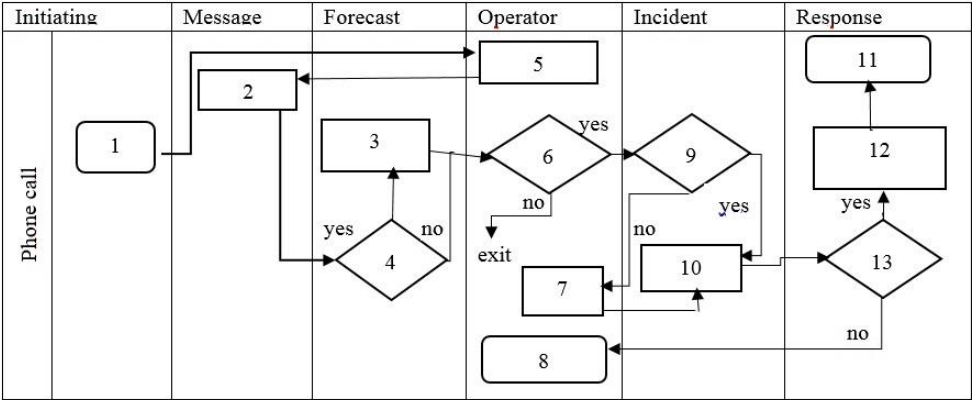 Initiating Message Forecast Operator Incident Response
Phone call
5
11
2
1
3
yes
6
9
12
yes
no
yes
no
yes
no
exit
4
10
13
7
no
8